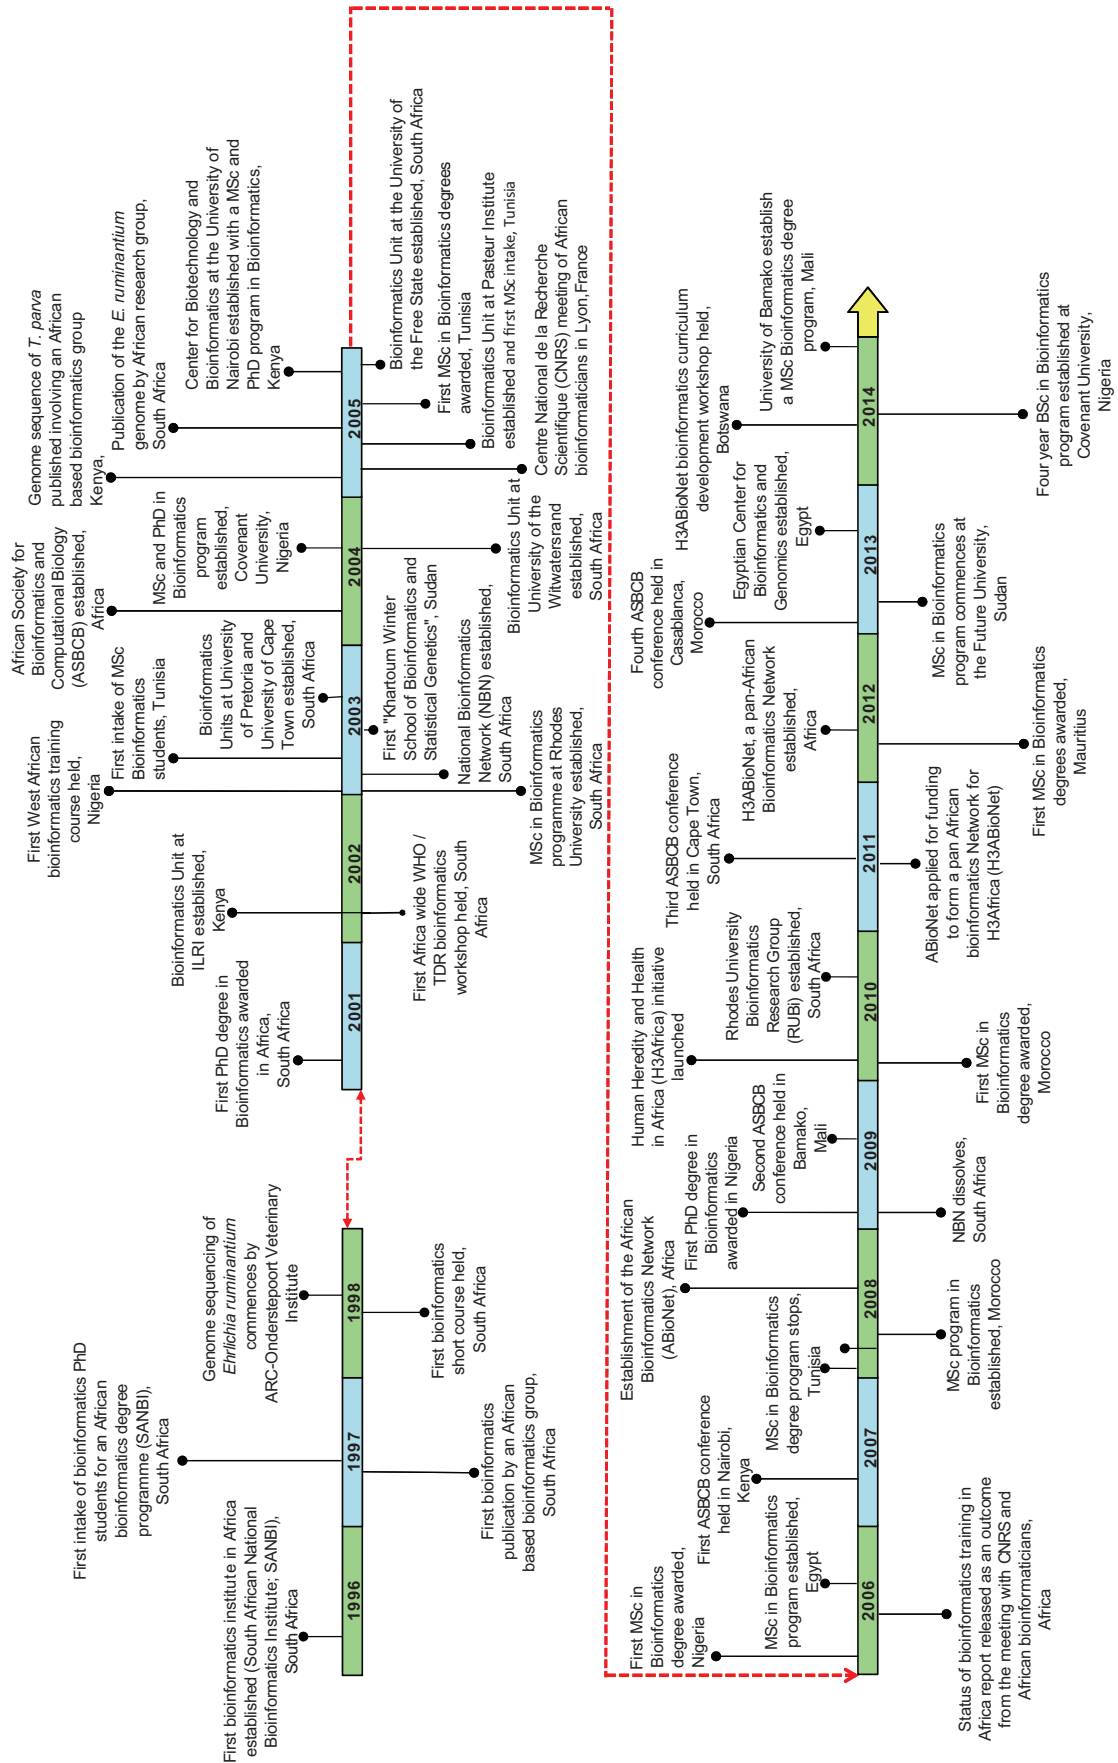 First bioinformatics institute in Africa
established (South African National
Bioinformatics Institute; SANBI),
South Africa
First intake of bioinformatics PhD
students for an African
bioinformatics degree
programme (SANBI),
South Africa
Genome sequencing of
Ehrlichia ruminantium
commences by
ARC-Onderstepoort Veterinary
Institute
First PhD degree in
Bioinformatics awarded
in Africa,
South Africa
Bioinformatics Unit at
ILRI established,
Kenya
First West African
bioinformatics training
course held,
Nigeria
First intake of MSc
Bioinformatics
students, Tunisia
Bioinformatics
Units at University
of Pretoria and
University of Cape
Town established,
South Africa
African Society for
Bioinformatics and
Computational Biology
(ASBCB) established,
Africa
MSc and PhD in
Bioinformatics
program
established,
Covenant
University,
Nigeria
Genome sequence of T. parva
published involving an African
based bioinformatics group
Kenya,
Publication of the E. ruminantium
genome by African research group,
South Africa
Center for Biotechnology and
Bioinformatics at the University of
Nairobi established with a MSc and
PhD program in Bioinformatics,
Kenya
1996
1997
1998
2001
2002
2003
2004
2005
First bioinformatics
publication by an African
based bioinformatics group,
South Africa
First bioinformatics
short course held,
South Africa
First Africa wide WHO /
TDR bioinformatics
workshop held, South
Africa
MSc in Bioinformatics
programme at Rhodes
University established,
South Africa
National Bioinformatics
Network (NBN) established,
South Africa
First "Khartoum Winter
School of Bioinformatics and
Statistical Genetics", Sudan
Bioinformatics Unit at
University of the
Witwatersrand
established,
South Africa
Centre National de la Recherche
Scientifique (CNRS) meeting of African
bioinformaticians in Lyon, France
Bioinformatics Unit at Pasteur Institute
established and first MSc intake, Tunisia
First MSc in Bioinformatics degrees
awarded, Tunisia
Bioinformatics Unit at the University of
the Free State established, South Africa
First MSc in
Bioinformatics
degree awarded,
Nigeria
MSc in Bioinformatics
program established,
Egypt
First ASBCB conference
held in Nairobi,
Kenya
MSc in Bioinformatics
degree program stops,
Tunisia
Establishment of the African
Bioinformatics Network
(ABioNet), Africa
First PhD degree in
Bioinformatics
awarded in Nigeria
Second ASBCB
conference held in
Bamako,
Mali
Human Heredity and Health
in Africa (H3Africa) initiative
launched
Rhodes University
Bioinformatics
Research Group
(RUBi) established,
South Africa
Third ASBCB conference
held in Cape Town,
South Africa
H3ABioNet, a pan-African
Bioinformatics Network
established,
Africa
Fourth ASBCB
conference held in
Casablanca,
Morocco
Egyptian Center for
Bioinformatics and
Genomics established,
Egypt
H3ABioNet bioinformatics curriculum
development workshop held,
Botswana
University of Bamako establish
a MSc Bioinformatics degree
program, Mali
2006
2007
2008
2009
2010
2011
2012
2013
2014
Status of bioinformatics training in
Africa report released as an outcome
from the meeting with CNRS and
African bioinformaticians,
Africa
MSc program in
Bioinformatics
established, Morocco
NBN dissolves,
South Africa
First MSc in
Bioinformatics
degree awarded,
Morocco
ABioNet applied for funding
to form a pan African
bioinformatics Network for
H3Africa (H3ABioNet)
First MSc in Bioinformatics
degrees awarded,
Mauritius
MSc in Bioinformatics
program commences at
the Future University,
Sudan
Four year BSc in Bioinformatics
program established at
Covenant University,
Nigeria